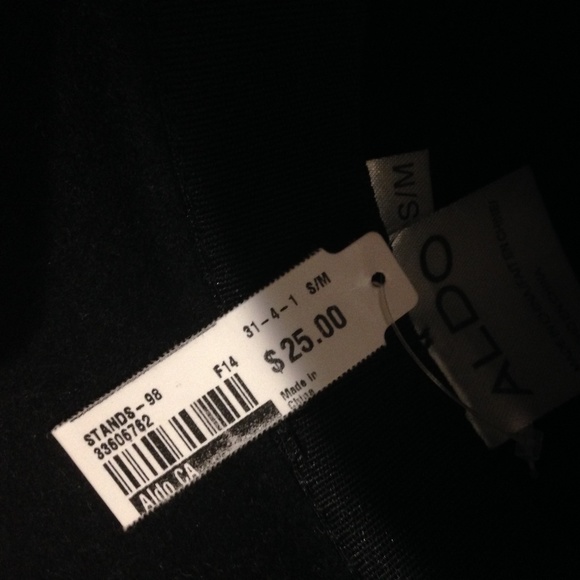 STANDS-98
33606762
F14
31-4-1 S/M
$25.00
Made in
China
Aldo CA
S/M
ALDO